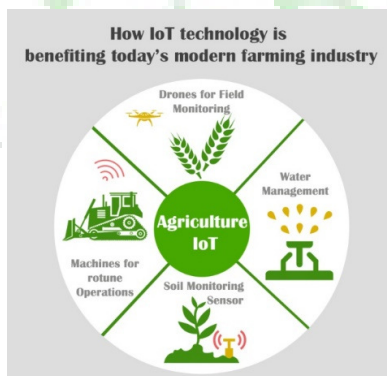 How IoT technology is
benefiting today's modern farming industry
Drones for Field
Monitoring
Water
Management
Agriculture
IoT
Machines for
rotune
Operations
Soil Monitoring
Sensor